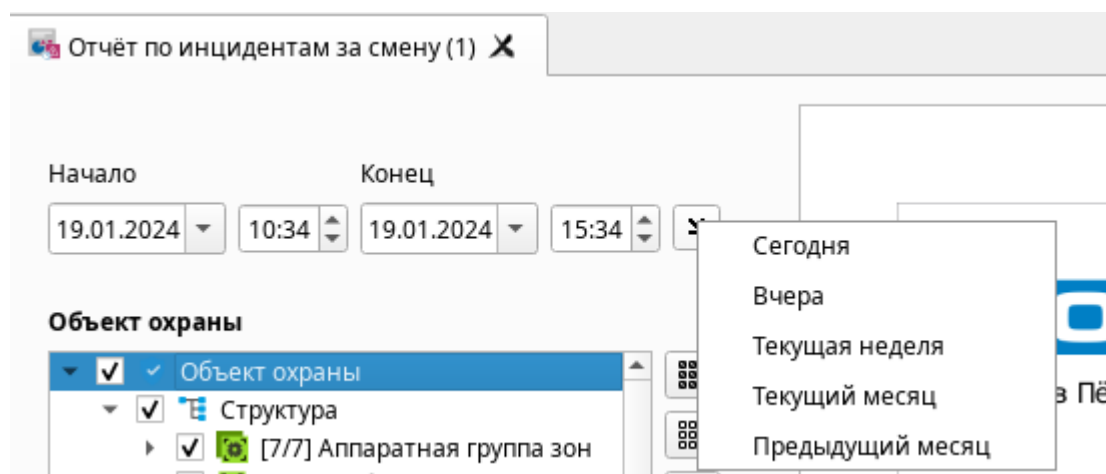 Отчёт по инцидентам за смену (1)
Начало Конец
19.01.2024 10:34 19.01.2024 15:34
Сегодня
Вчера
Текущая неделя
Текущий месяц
Предыдущий месяц
Объект охраны
Объект охраны
Структура
[7/7] Аппаратная группа зон